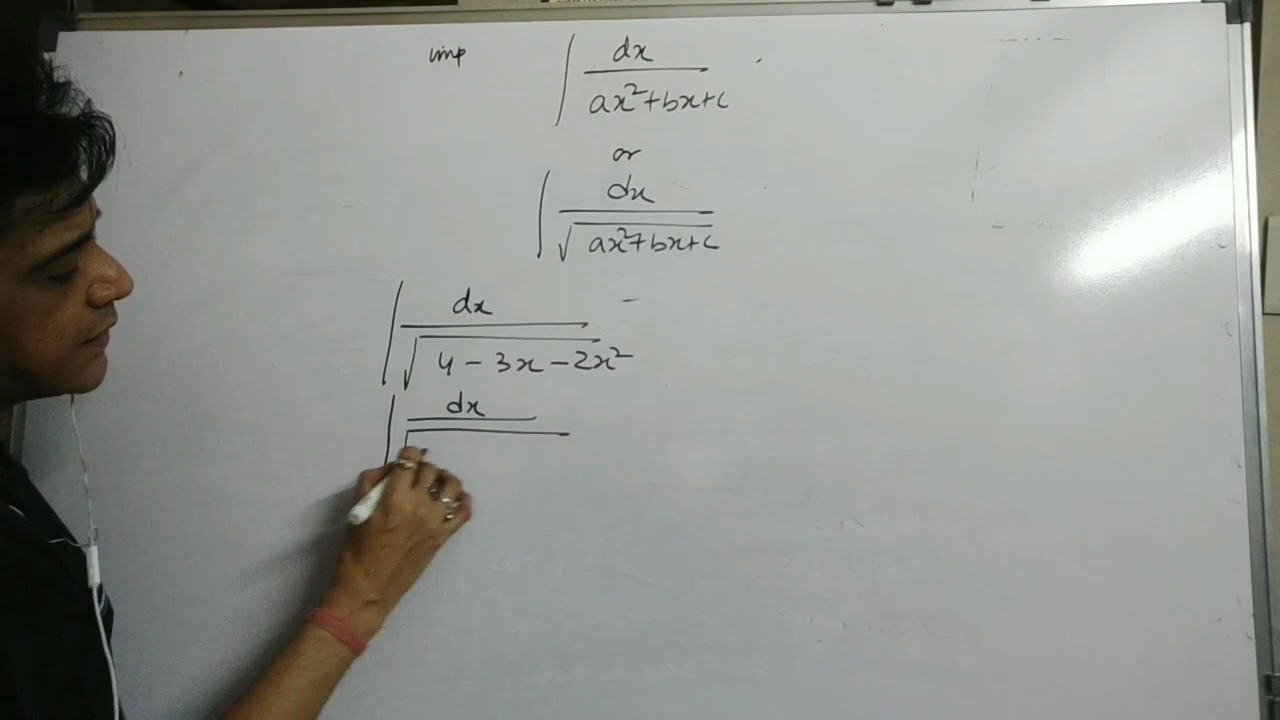 imp ∫ dx / ax²+bx+c
or
∫ dx / √ax²+bx+c
∫ dx / √4-3x-2x²
∫ dx / √